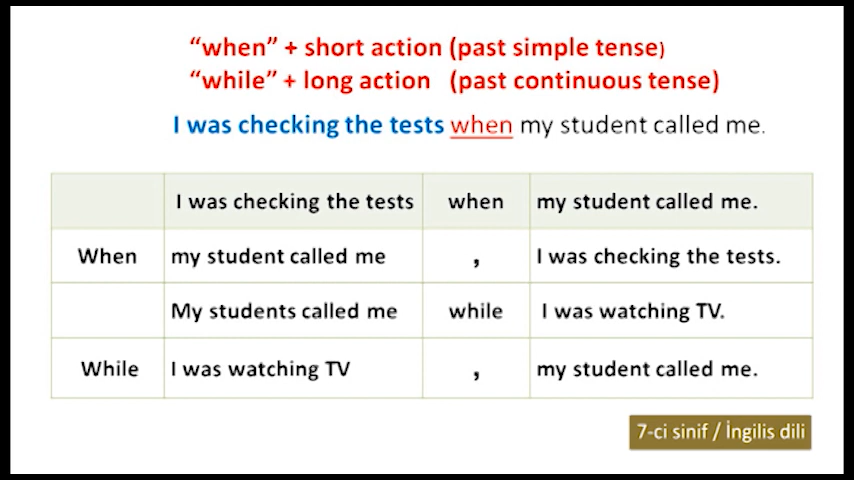 “when” + short action (past simple tense)
“while” + long action (past continuous tense)
I was checking the tests when my student called me.
I was checking the tests when my student called me.
When my student called me , I was checking the tests.
My students called me while I was watching TV.
While I was watching TV , my student called me.
7-ci sinif / İngilis dili